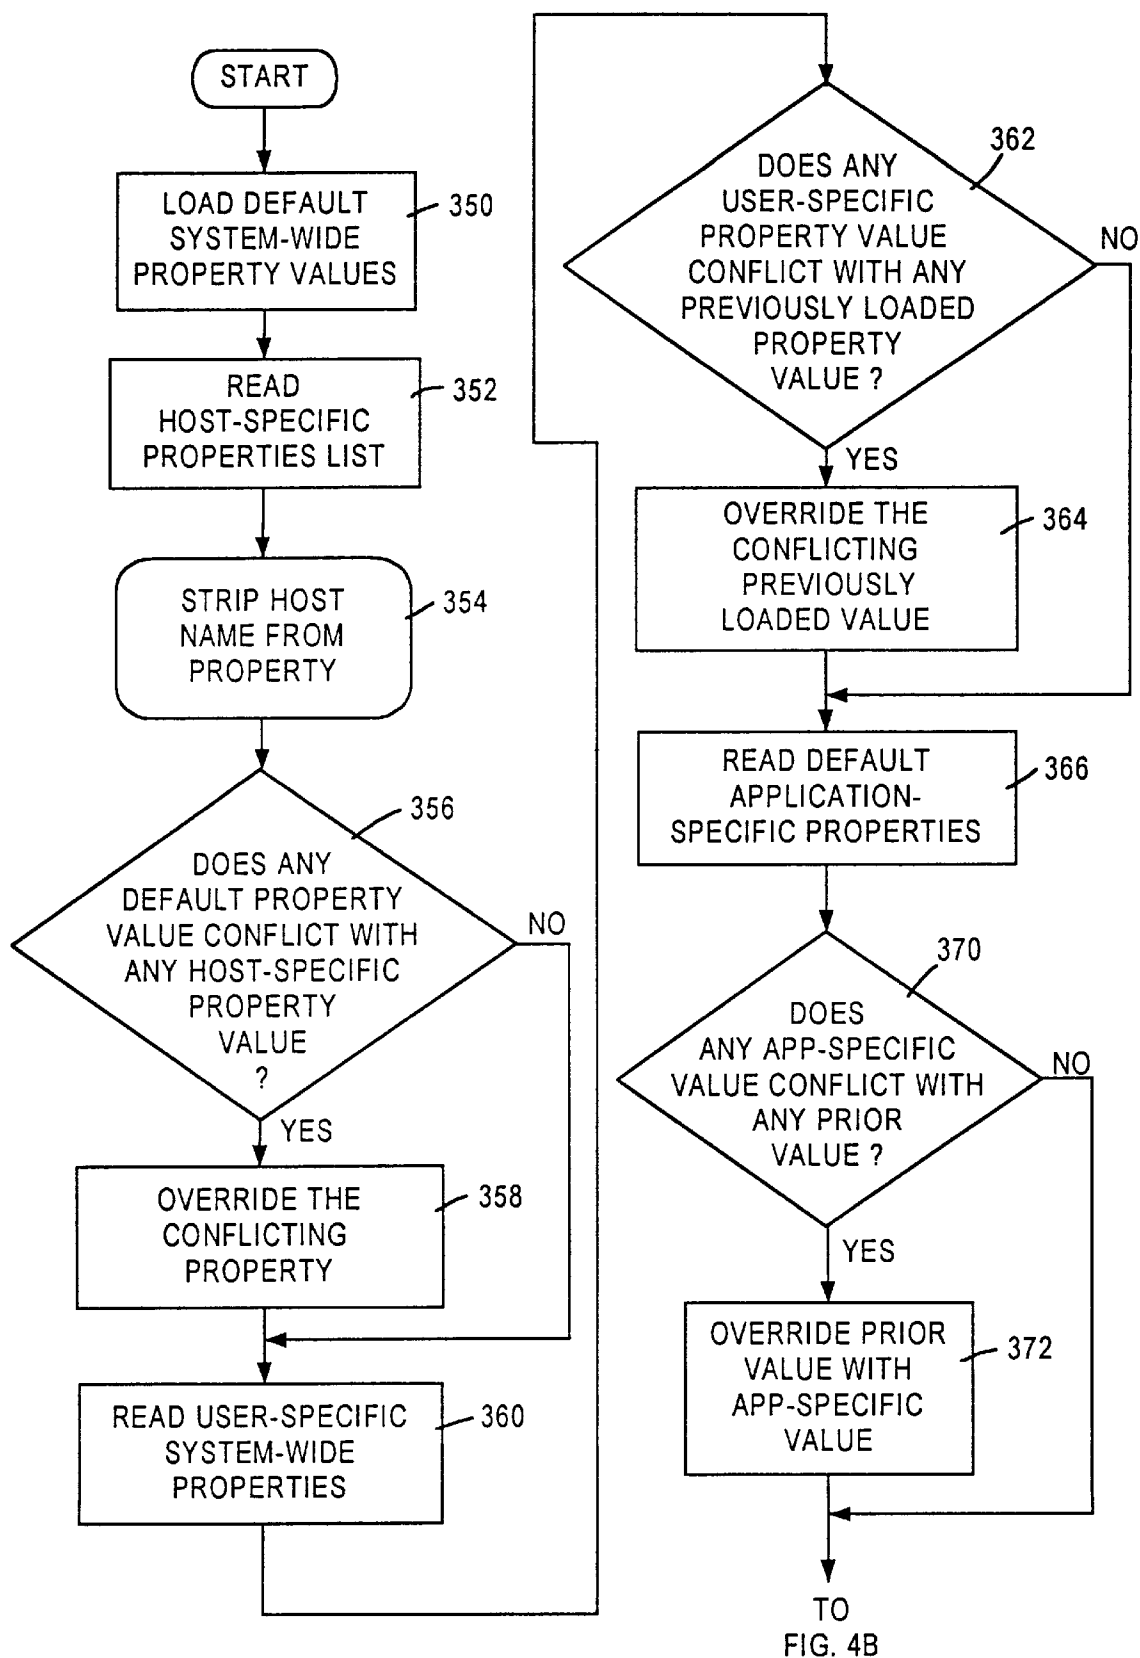 START
LOAD DEFAULT
SYSTEM-WIDE
PROPERTY VALUES
350
READ
HOST-SPECIFIC
PROPERTIES LIST
352
STRIP HOST
NAME FROM
PROPERTY
354
356
DOES ANY
DEFAULT PROPERTY
VALUE CONFLICT WITH
ANY HOST-SPECIFIC
PROPERTY
VALUE
?
NO
YES
OVERRIDE THE
CONFLICTING
PROPERTY
358
READ USER-SPECIFIC
SYSTEM-WIDE
PROPERTIES
360
362
DOES ANY
USER-SPECIFIC
PROPERTY VALUE
CONFLICT WITH ANY
PREVIOUSLY LOADED
PROPERTY
VALUE ?
NO
YES
OVERRIDE THE
CONFLICTING
PREVIOUSLY
LOADED VALUE
364
READ DEFAULT
APPLICATION-
SPECIFIC PROPERTIES
366
370
DOES
ANY APP-SPECIFIC
VALUE CONFLICT WITH
ANY PRIOR
VALUE ?
NO
YES
OVERRIDE PRIOR
VALUE WITH
APP-SPECIFIC
VALUE
372
TO
FIG. 4B